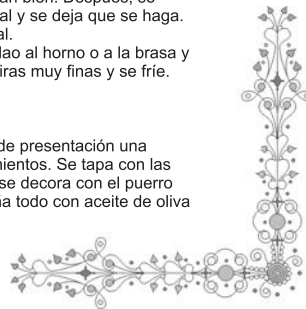 bien. Después, se
al y se deja que se haga.
al.
lao al horno o a la brasa y
iras muy finas y se fríe.
de presentación una
mientos. Se tapa con las
se decora con el puerro
a todo con aceite de oliva